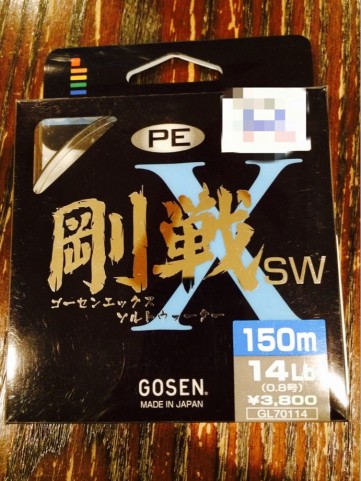 PE
剛戦X SW
ゴーセンエックス
ソルトウォーター
150m
14Lb
(0.8号)
¥3,800
GL70114
GOSEN®
MADE IN JAPAN